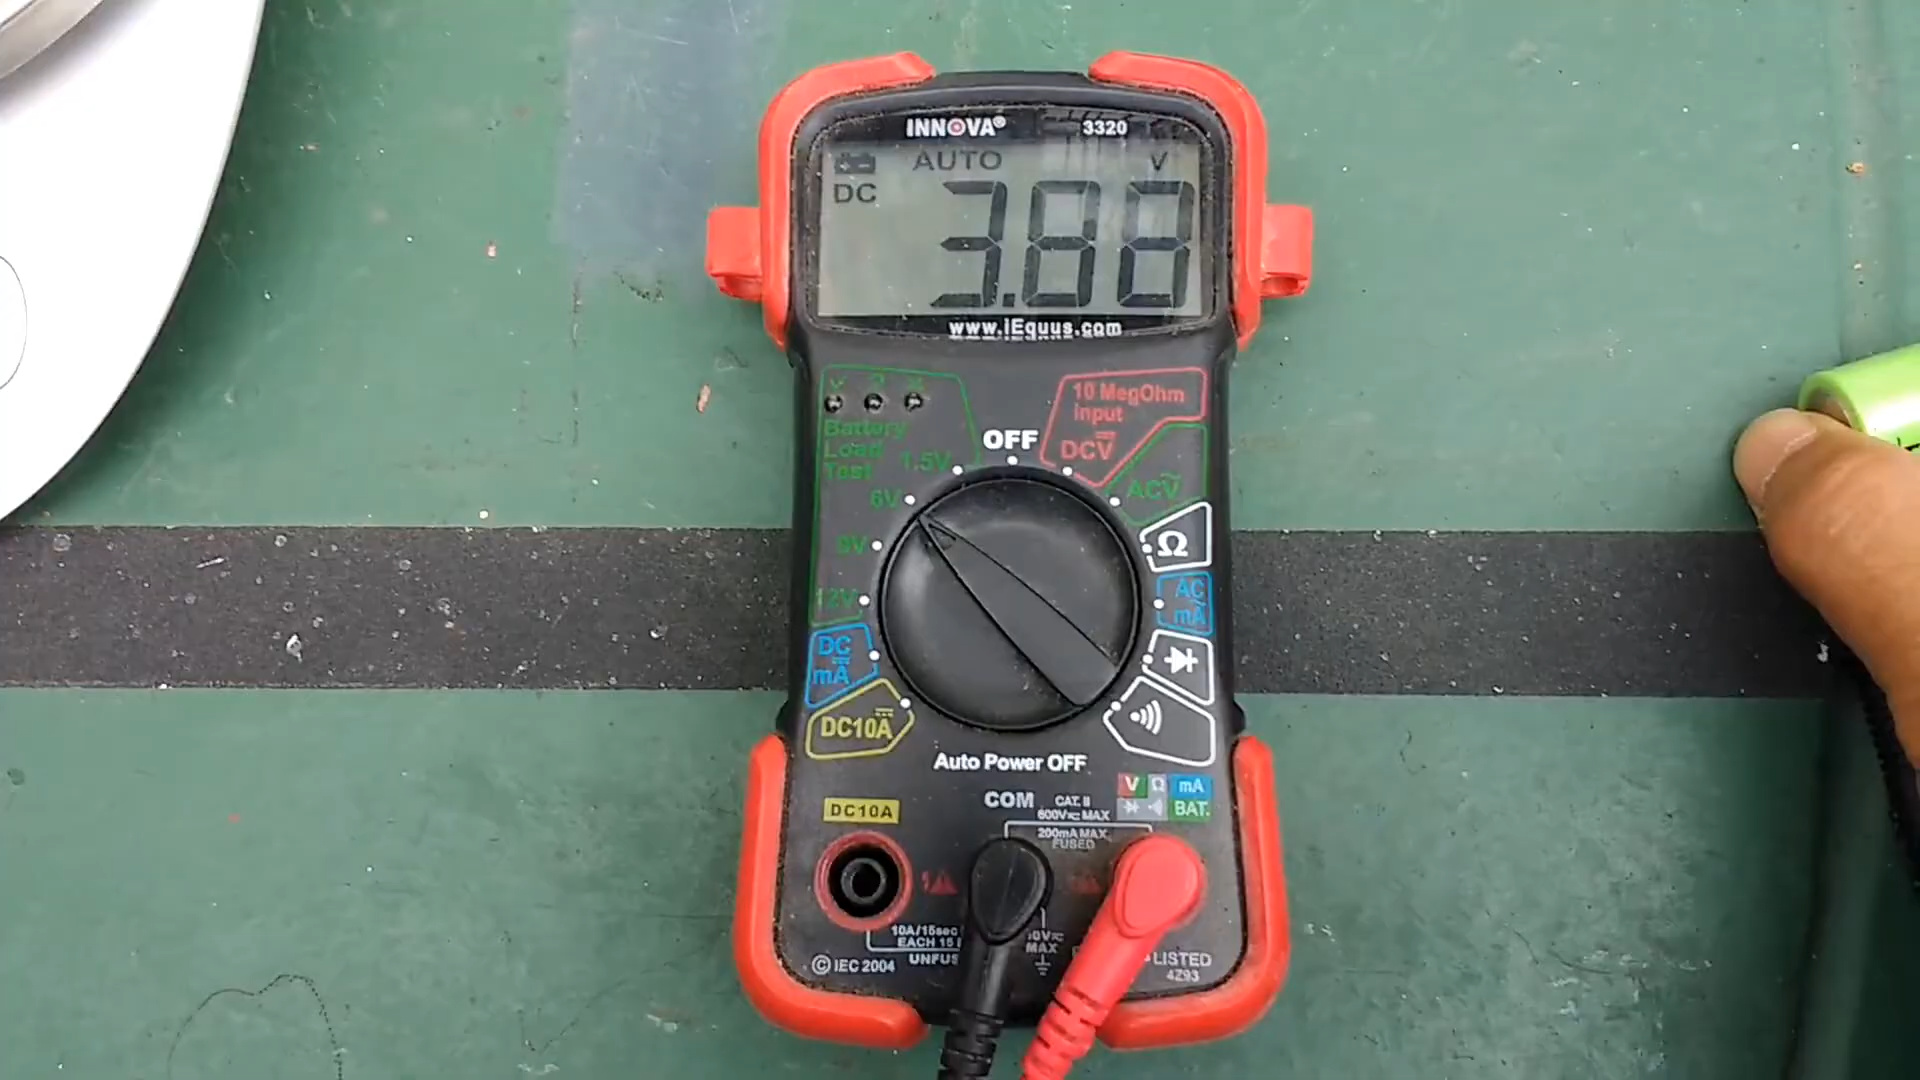 INNOVA® 3320
AUTO V
DC
3.88
www.iEquus.com
Battery
Load
Test
1.5V
6V
9V
12V
OFF
10 MegOhm
Input
DCV
ACV
Ω
AC
mA
DC
mA
DC10A
Auto Power OFF
DC10A
COM
CAT. II
600V MAX
200mA MAX
FUSED
V Ω mA
BAT.
10A/15sec
EACH 15
UNFUS
MAX
© IEC 2004
LISTED
4Z93